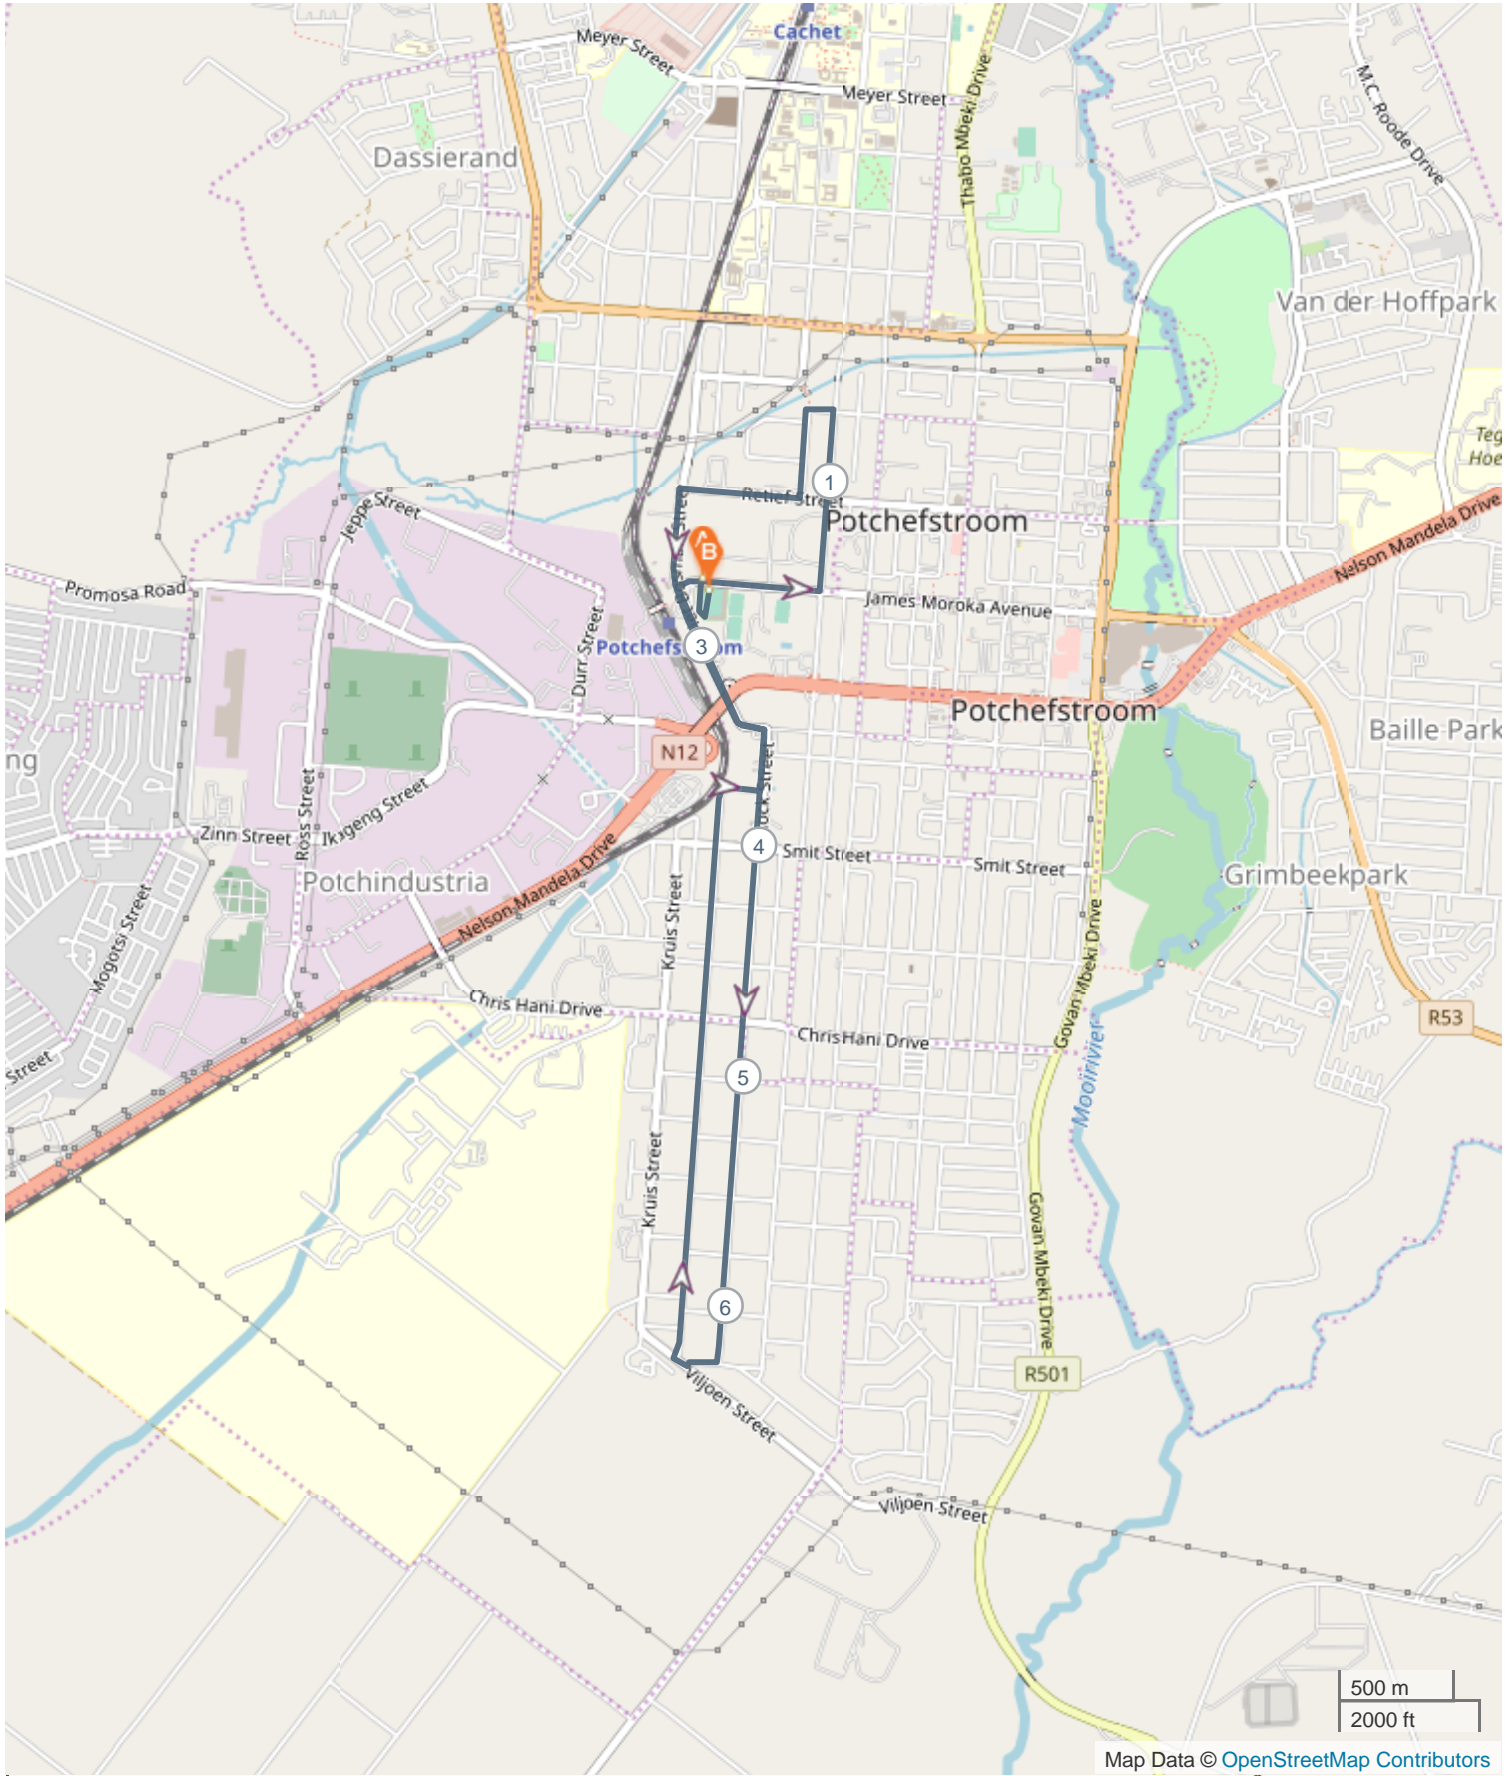 Cachet
Meyer Street
Meyer Street
Thabo Mbeki Drive
M.C. Roode Drive
Dassierand
Van der Hoffpark
Jeppe Street
1
Retief Street
Potchefstroom
Nelson Mandela Drive
B
Promosa Road
James Moroka Avenue
Durr Street
3
Potchefs
m
Potchefstroom
Baille Park
N12
ng
Ross Street
Ikageng Street
Zinn Street
4
Smit Street
Smit Street
Grimbeekpark
Potchindustria
Nelson Mandela Drive
Kruis Street
Mogotsi Street
Govan Mbeki Drive
Chris Hani Drive
Chris Hani Drive
R53
Street
5
Mooirivier
Kruis Street
Govan Mbeki Drive
6
R501
Viljoen Street
Viljoen Street
500 m
2000 ft
Map Data © OpenStreetMap Contributors